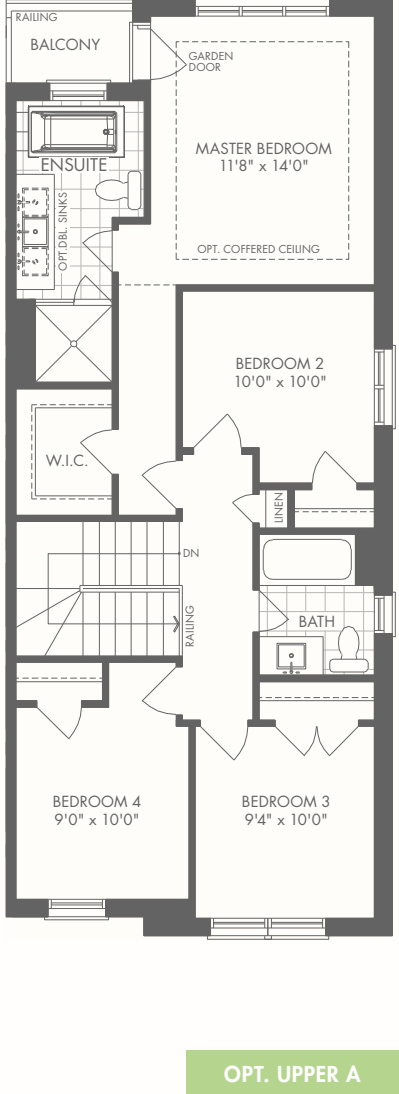 RAILING
BALCONY
GARDEN
DOOR
MASTER BEDROOM
11'8" x 14'0"
ENSUITE
OPT.DBL. SINKS
OPT. COFFERED CEILING
BEDROOM 2
10'0" x 10'0"
W.I.C.
LINEN
DN
RAILING
BATH
BEDROOM 4
9'0" x 10'0"
BEDROOM 3
9'4" x 10'0"
OPT. UPPER A